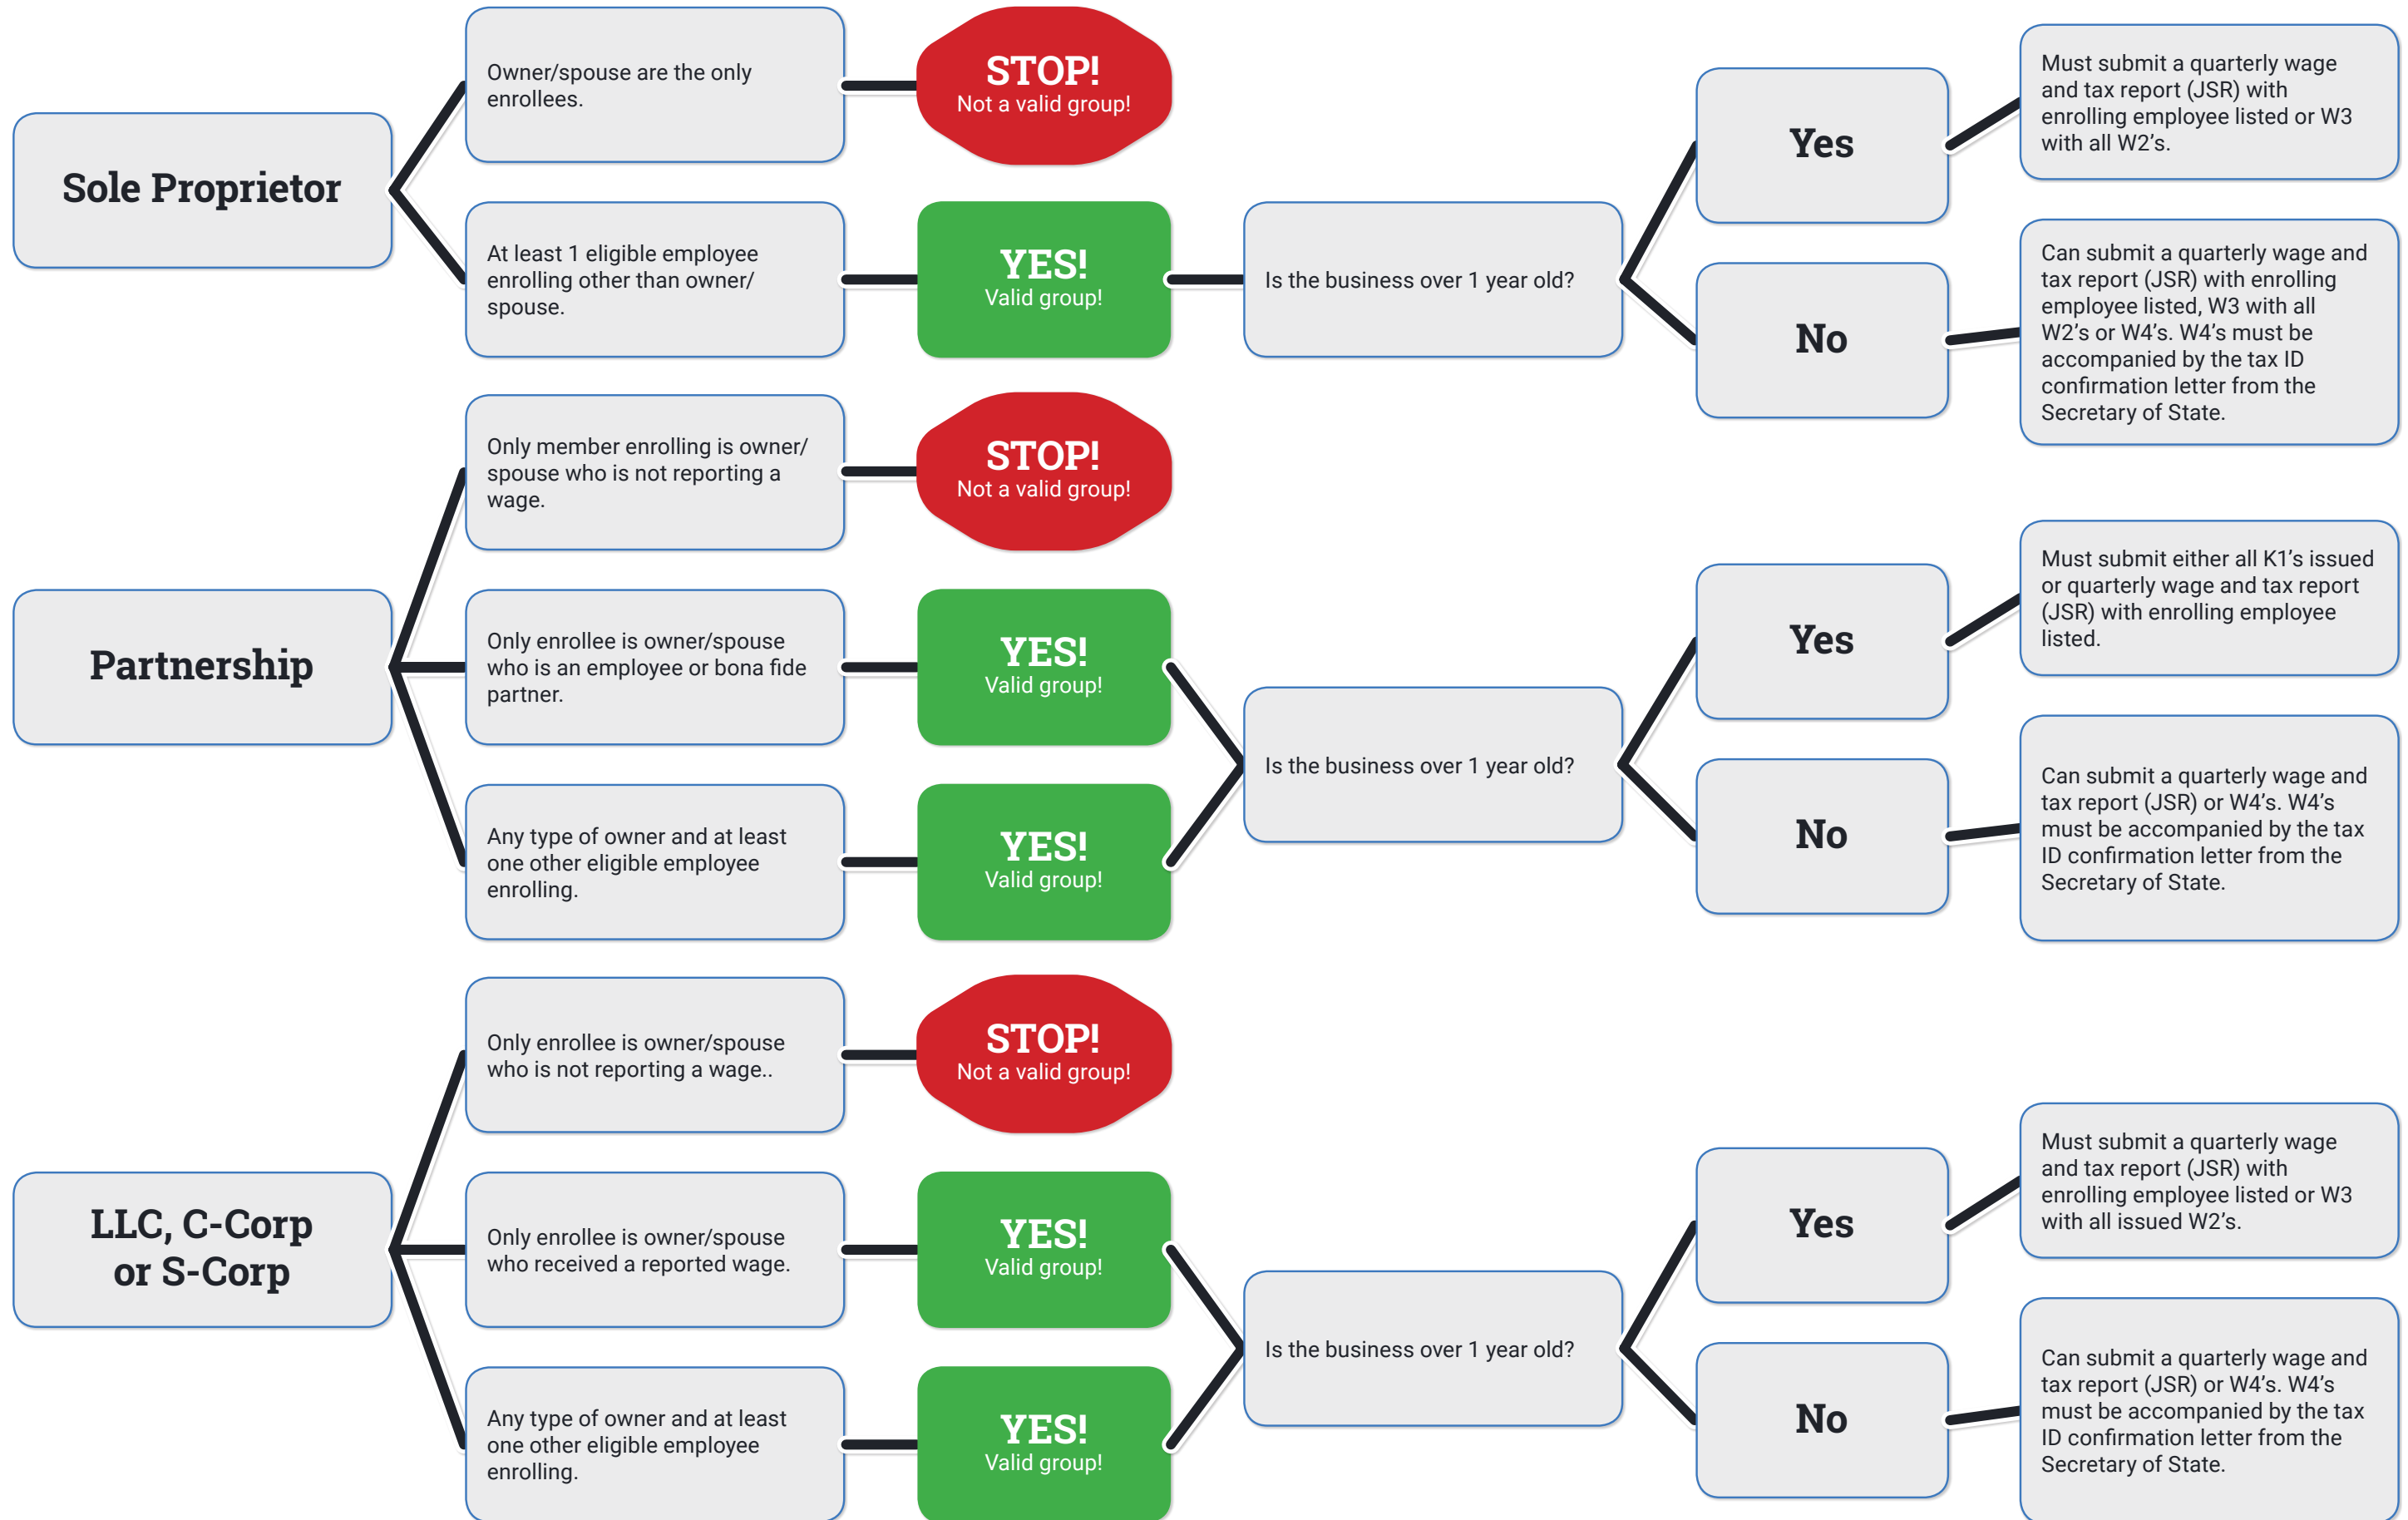 Sole Proprietor
Owner/spouse are the only
enrollees.
STOP!
Not a valid group!
At least 1 eligible employee
enrolling other than owner/
spouse.
YES!
Valid group!
Is the business over 1 year old?
Yes
Must submit a quarterly wage
and tax report (JSR) with
enrolling employee listed or W3
with all W2’s.
No
Can submit a quarterly wage and
tax report (JSR) with enrolling
employee listed, W3 with all
W2’s or W4’s. W4’s must be
accompanied by the tax ID
confirmation letter from the
Secretary of State.
Partnership
Only member enrolling is owner/
spouse who is not reporting a
wage.
STOP!
Not a valid group!
Only enrollee is owner/spouse
who is an employee or bona fide
partner.
YES!
Valid group!
Any type of owner and at least
one other eligible employee
enrolling.
YES!
Valid group!
Is the business over 1 year old?
Yes
Must submit either all K1’s issued
or quarterly wage and tax report
(JSR) with enrolling employee
listed.
No
Can submit a quarterly wage and
tax report (JSR) or W4’s. W4’s
must be accompanied by the tax
ID confirmation letter from the
Secretary of State.
LLC, C-Corp
or S-Corp
Only enrollee is owner/spouse
who is not reporting a wage..
STOP!
Not a valid group!
Only enrollee is owner/spouse
who received a reported wage.
YES!
Valid group!
Any type of owner and at least
one other eligible employee
enrolling.
YES!
Valid group!
Is the business over 1 year old?
Yes
Must submit a quarterly wage
and tax report (JSR) with
enrolling employee listed or W3
with all issued W2’s.
No
Can submit a quarterly wage and
tax report (JSR) or W4’s. W4’s
must be accompanied by the tax
ID confirmation letter from the
Secretary of State.